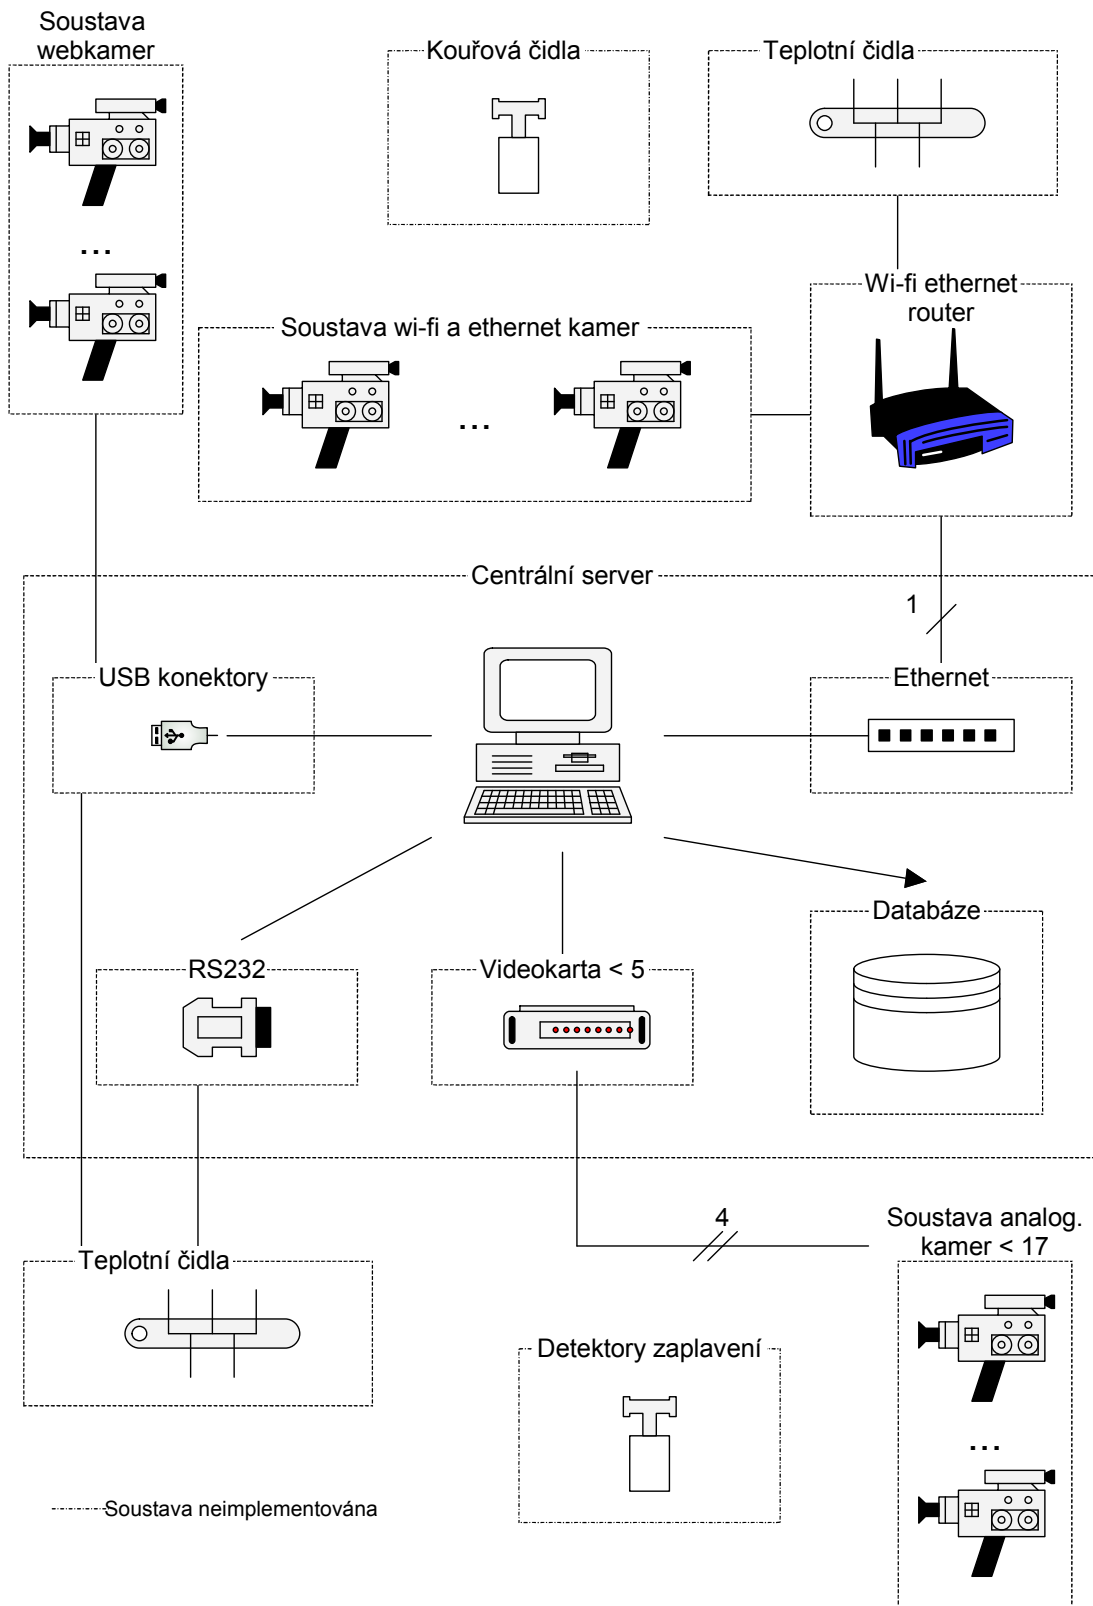 Soustava
webkamer
Kouřová čidla
Teplotní čidla
...
Wi-fi ethernet
router
Soustava wi-fi a ethernet kamer
...
Centrální server
1
USB konektory
Ethernet
Databáze
RS232
Videokarta < 5
4
Soustava analog.
kamer < 17
Teplotní čidla
Detektory zaplavení
...
Soustava neimplementována